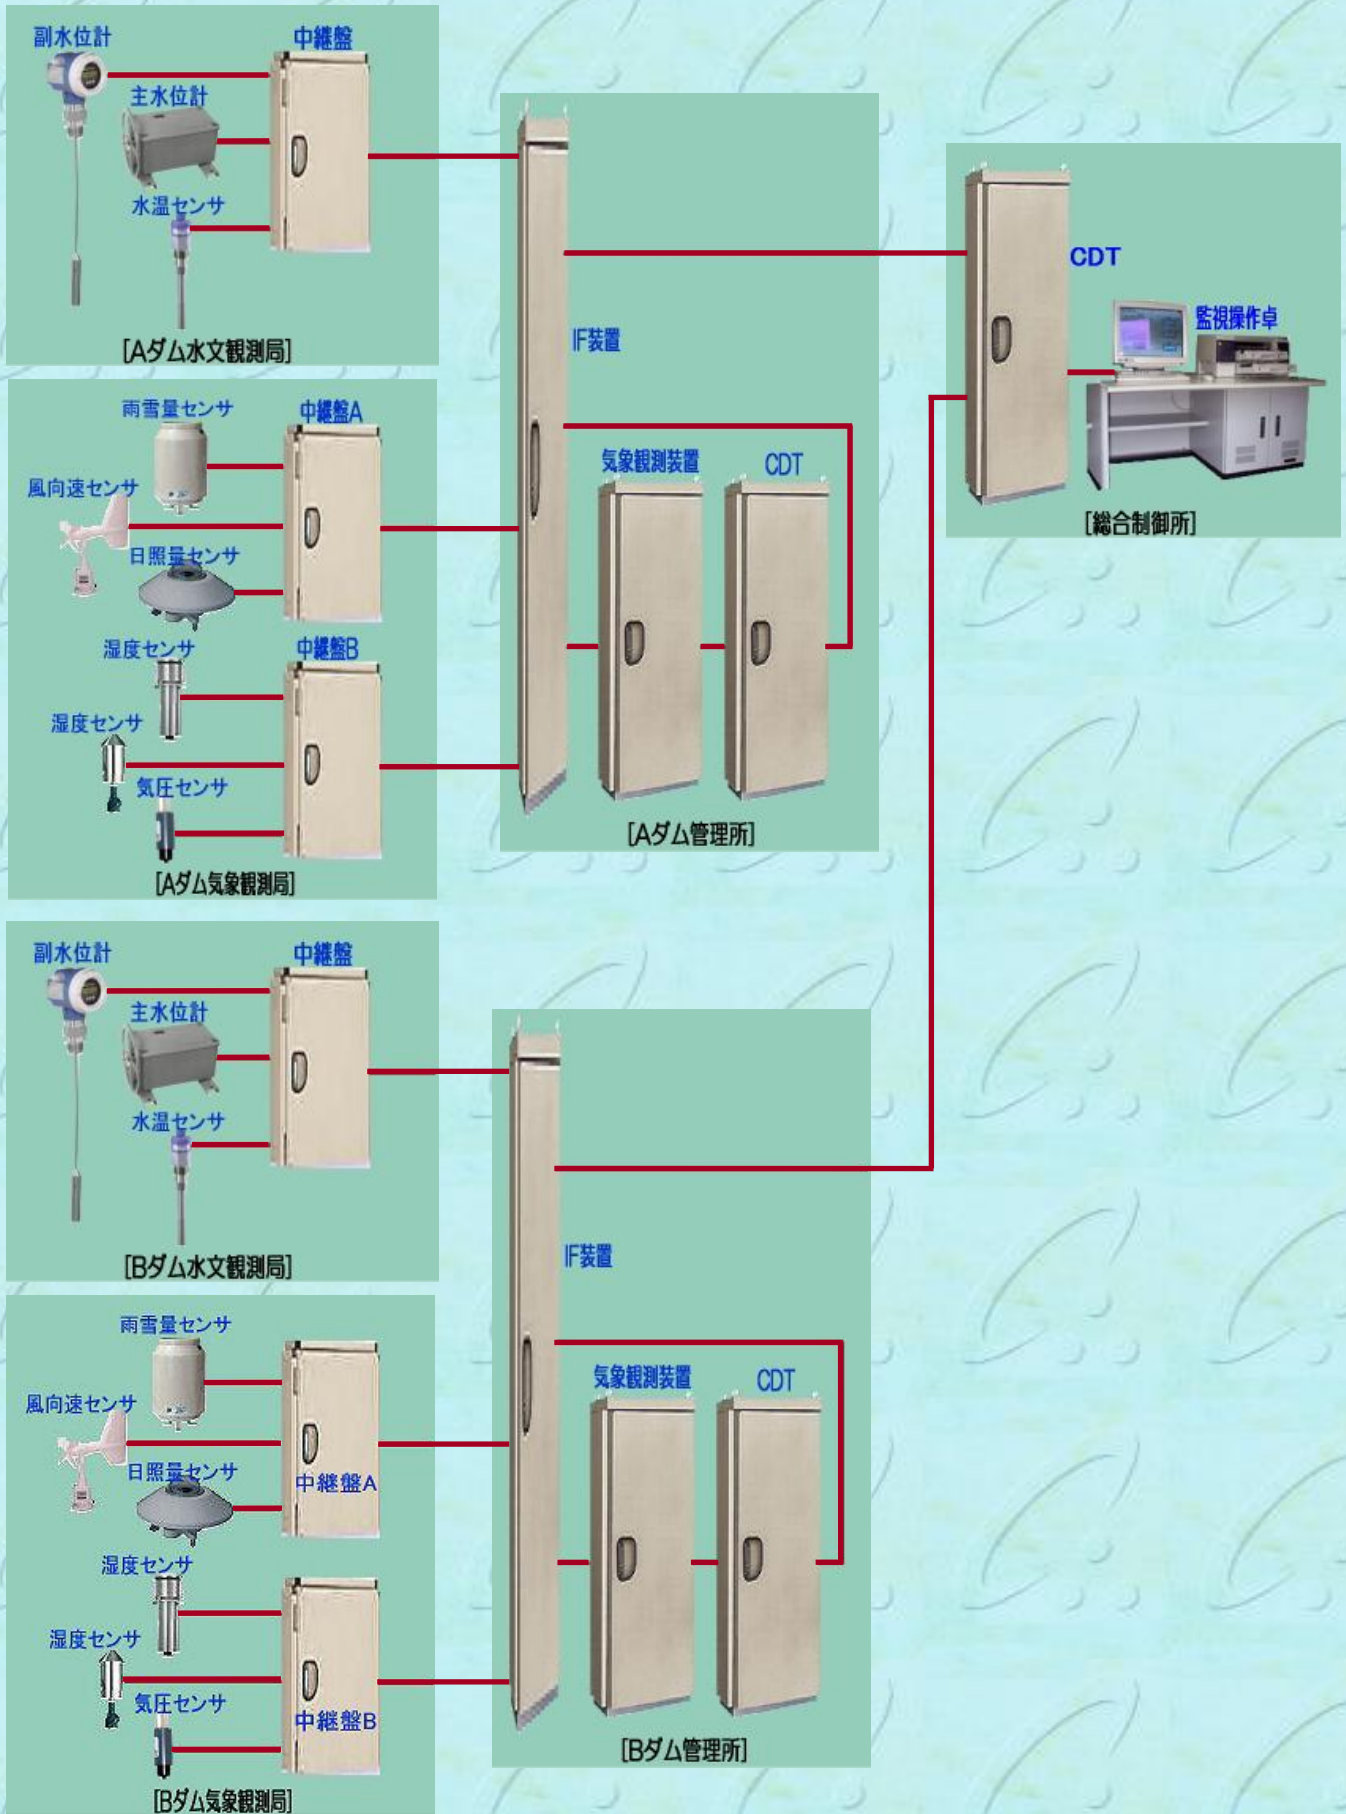 副水位計
中継盤
主水位計
水温センサ
[Aダム水文観測局]
雨雪量センサ
中継盤A
風向速センサ
日照量センサ
湿度センサ
中継盤B
湿度センサ
気圧センサ
[Aダム気象観測局]
IF装置
気象観測装置
CDT
[Aダム管理所]
CDT
監視操作卓
[総合制御所]
副水位計
中継盤
主水位計
水温センサ
[Bダム水文観測局]
雨雪量センサ
風向速センサ
日照量センサ
中継盤A
湿度センサ
湿度センサ
気圧センサ
中継盤B
[Bダム気象観測局]
IF装置
気象観測装置
CDT
[Bダム管理所]